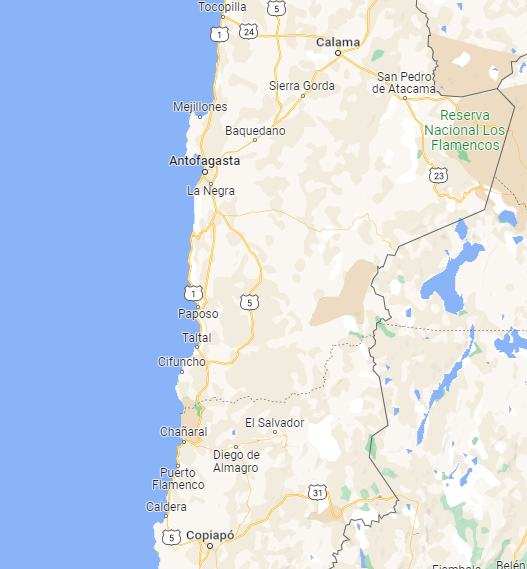 Tocopilla
5
1
24
Calama
San Pedro
de Atacama
Sierra Gorda
Mejillones
Reserva
Nacional Los
Flamencos
Baquedano
Antofagasta
23
La Negra
1
5
Paposo
Taltal
Cifuncho
El Salvador
Chañaral
Diego de
Almagro
Puerto
Flamenco
31
Caldera
5
Copiapó
Belén